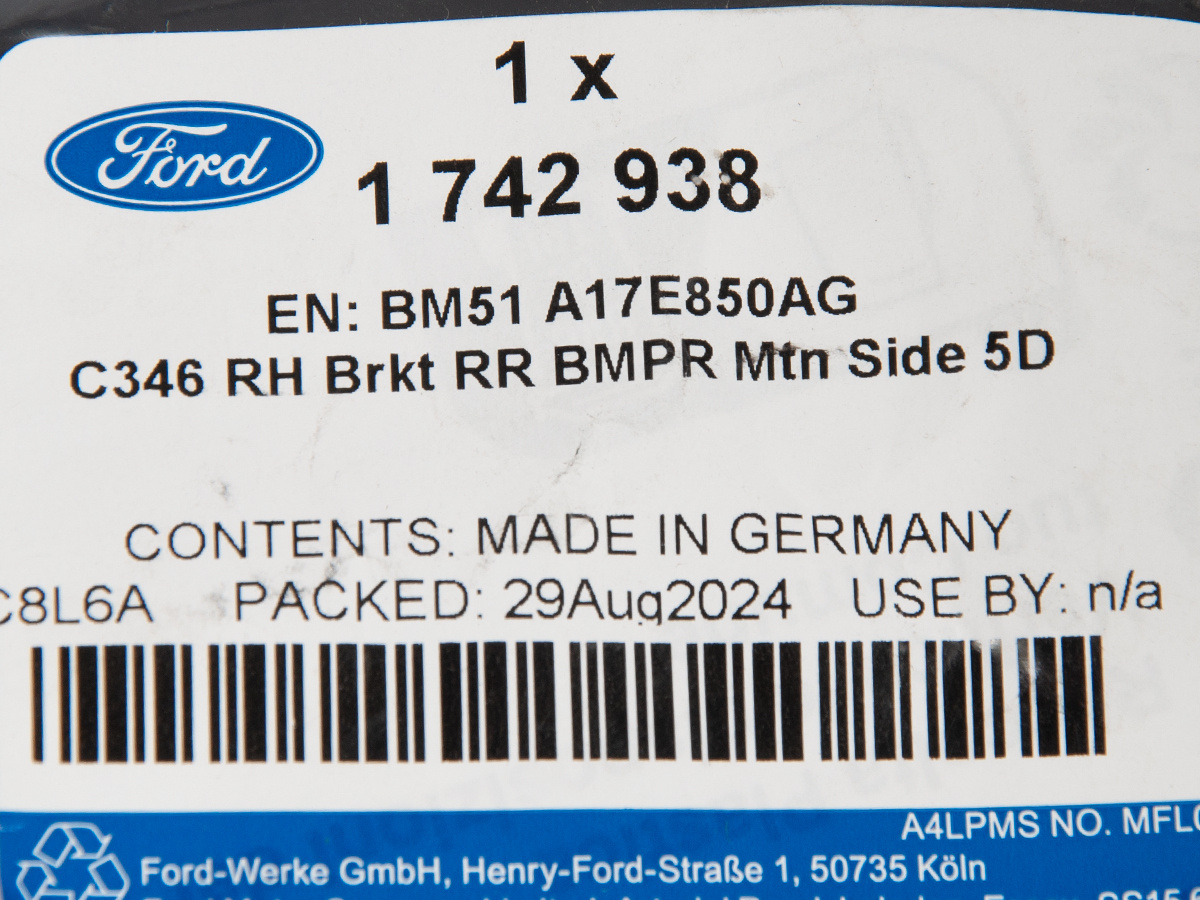 1 x
Ford
1 742 938
EN: BM51 A17E850AG
C346 RH Brkt RR BMPR Mtn Side 5D
CONTENTS: MADE IN GERMANY
C8L6A PACKED: 29Aug2024 USE BY: n/a
A4LPMS NO. MFL0
Ford-Werke GmbH, Henry-Ford-Straße 1, 50735 Köln